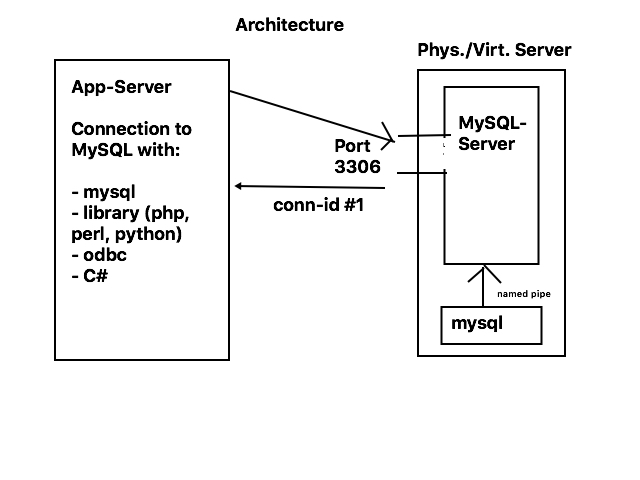 Architecture
Phys./Virt. Server
App-Server
Connection to
MySQL with:
- mysql
- library (php,
perl, python)
- odbc
- C#
Port
3306
conn-id #1
MySQL-
Server
named pipe
mysql